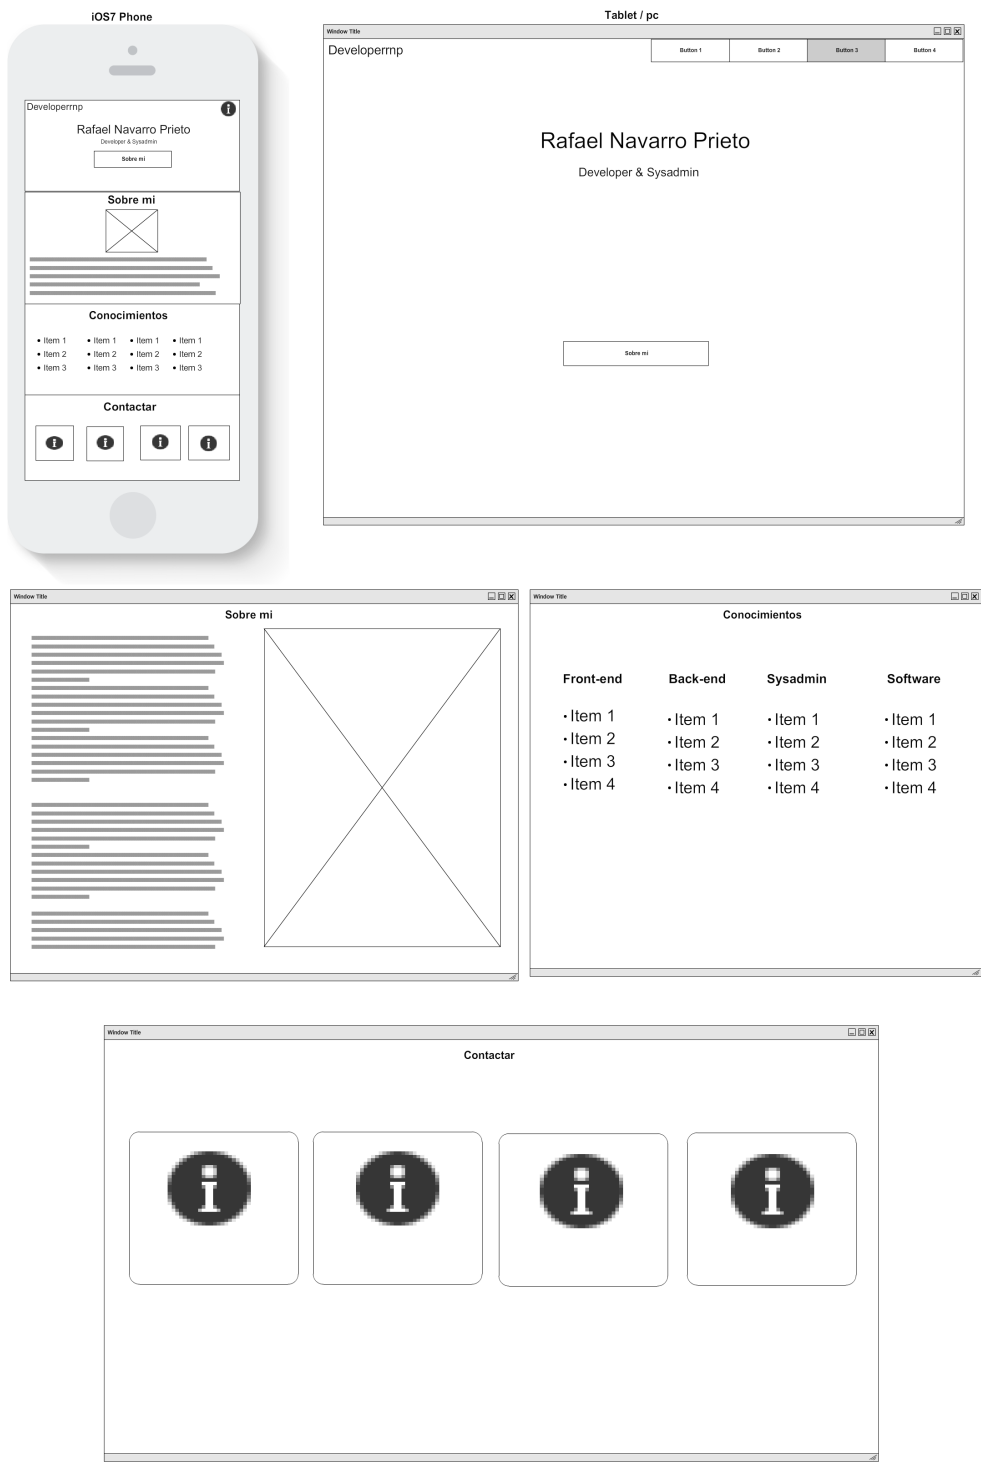 iOS7 Phone
Developerrnp
Rafael Navarro Prieto
Developer & Sysadmin
Sobre mi
Sobre mi
Conocimientos
• Item 1 • Item 1 • Item 1 • Item 1
• Item 2 • Item 2 • Item 2 • Item 2
• Item 3 • Item 3 • Item 3 • Item 3
Contactar
Tablet / pc
Window Title
Developerrnp
Button 1 Button 2 Button 3 Button 4
Rafael Navarro Prieto
Developer & Sysadmin
Sobre mi
Window Title
Sobre mi
Window Title
Conocimientos
Front-end Back-end Sysadmin Software
• Item 1 • Item 1 • Item 1 • Item 1
• Item 2 • Item 2 • Item 2 • Item 2
• Item 3 • Item 3 • Item 3 • Item 3
• Item 4 • Item 4 • Item 4 • Item 4
Window Title
Contactar